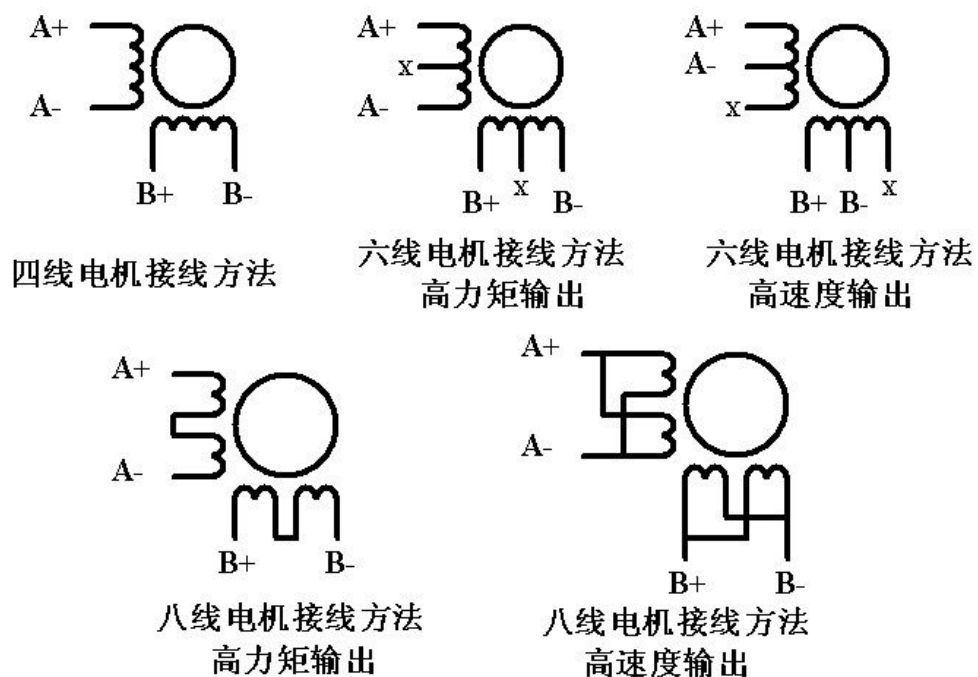 A+
A-
B+ B-
四线电机接线方法
A+
x
A-
B+ x B-
六线电机接线方法
高力矩输出
A+
A-
x
B+ B- x
六线电机接线方法
高速度输出
A+
A-
B+ B-
八线电机接线方法
高力矩输出
A+
A-
B+ B-
八线电机接线方法
高速度输出